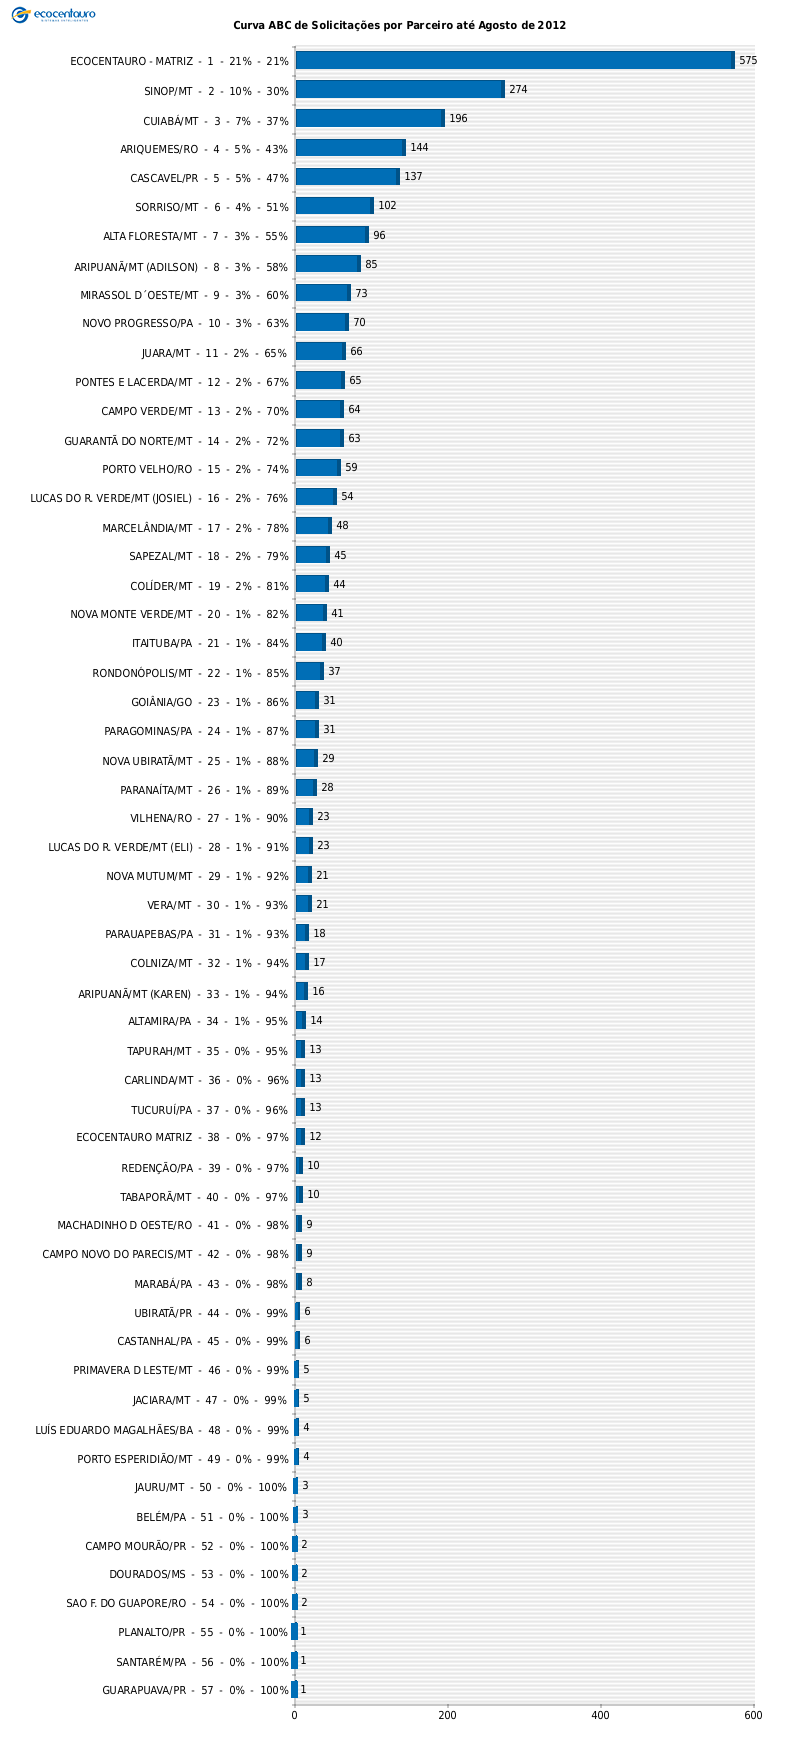 ecocentauro
Curva ABC de Solicitações por Parceiro até Agosto de 2012
ECOCENTAURO - MATRIZ - 1 - 21% - 21% 575
SINOP/MT - 2 - 10% - 30% 274
CUIABÁ/MT - 3 - 7% - 37% 196
ARIQUEMES/RO - 4 - 5% - 43% 144
CASCAVEL/PR - 5 - 5% - 47% 137
SORRISO/MT - 6 - 4% - 51% 102
ALTA FLORESTA/MT - 7 - 3% - 55% 96
ARIPUANÃ/MT (ADILSON) - 8 - 3% - 58% 85
MIRASSOL D´OESTE/MT - 9 - 3% - 60% 73
NOVO PROGRESSO/PA - 10 - 3% - 63% 70
JUARA/MT - 11 - 2% - 65% 66
PONTES E LACERDA/MT - 12 - 2% - 67% 65
CAMPO VERDE/MT - 13 - 2% - 70% 64
GUARANTÃ DO NORTE/MT - 14 - 2% - 72% 63
PORTO VELHO/RO - 15 - 2% - 74% 59
LUCAS DO R. VERDE/MT (JOSIEL) - 16 - 2% - 76% 54
MARCELÂNDIA/MT - 17 - 2% - 78% 48
SAPEZAL/MT - 18 - 2% - 79% 45
COLÍDER/MT - 19 - 2% - 81% 44
NOVA MONTE VERDE/MT - 20 - 1% - 82% 41
ITAITUBA/PA - 21 - 1% - 84% 40
RONDONÓPOLIS/MT - 22 - 1% - 85% 37
GOIÂNIA/GO - 23 - 1% - 86% 31
PARAGOMINAS/PA - 24 - 1% - 87% 31
NOVA UBIRATÃ/MT - 25 - 1% - 88% 29
PARANAÍTA/MT - 26 - 1% - 89% 28
VILHENA/RO - 27 - 1% - 90% 23
LUCAS DO R. VERDE/MT (ELI) - 28 - 1% - 91% 23
NOVA MUTUM/MT - 29 - 1% - 92% 21
VERA/MT - 30 - 1% - 93% 21
PARAUAPEBAS/PA - 31 - 1% - 93% 18
COLNIZA/MT - 32 - 1% - 94% 17
ARIPUANÃ/MT (KAREN) - 33 - 1% - 94% 16
ALTAMIRA/PA - 34 - 1% - 95% 14
TAPURAH/MT - 35 - 0% - 95% 13
CARLINDA/MT - 36 - 0% - 96% 13
TUCURUÍ/PA - 37 - 0% - 96% 13
ECOCENTAURO MATRIZ - 38 - 0% - 97% 12
REDENÇÃO/PA - 39 - 0% - 97% 10
TABAPORÃ/MT - 40 - 0% - 97% 10
MACHADINHO D OESTE/RO - 41 - 0% - 98% 9
CAMPO NOVO DO PARECIS/MT - 42 - 0% - 98% 9
MARABÁ/PA - 43 - 0% - 98% 8
UBIRATÃ/PR - 44 - 0% - 99% 6
CASTANHAL/PA - 45 - 0% - 99% 6
PRIMAVERA D LESTE/MT - 46 - 0% - 99% 5
JACIARA/MT - 47 - 0% - 99% 5
LUÍS EDUARDO MAGALHÃES/BA - 48 - 0% - 99% 4
PORTO ESPERIDIÃO/MT - 49 - 0% - 99% 4
JAURU/MT - 50 - 0% - 100% 3
BELÉM/PA - 51 - 0% - 100% 3
CAMPO MOURÃO/PR - 52 - 0% - 100% 2
DOURADOS/MS - 53 - 0% - 100% 2
SAO F. DO GUAPORE/RO - 54 - 0% - 100% 2
PLANALTO/PR - 55 - 0% - 100% 1
SANTARÉM/PA - 56 - 0% - 100% 1
GUARAPUAVA/PR - 57 - 0% - 100% 1
0 200 400 600